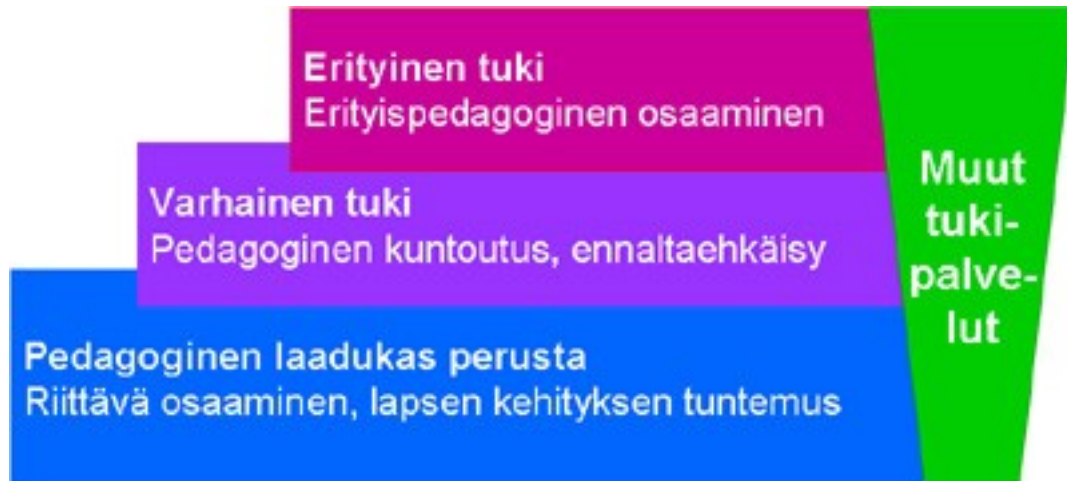 Erityinen tuki
Erityispedagoginen osaaminen
Varhainen tuki
Pedagoginen kuntoutus, ennaltaehkäisy
Pedagoginen laadukas perusta
Riittävä osaaminen, lapsen kehityksen tuntemus
Muut
tuki-
palve-
lut